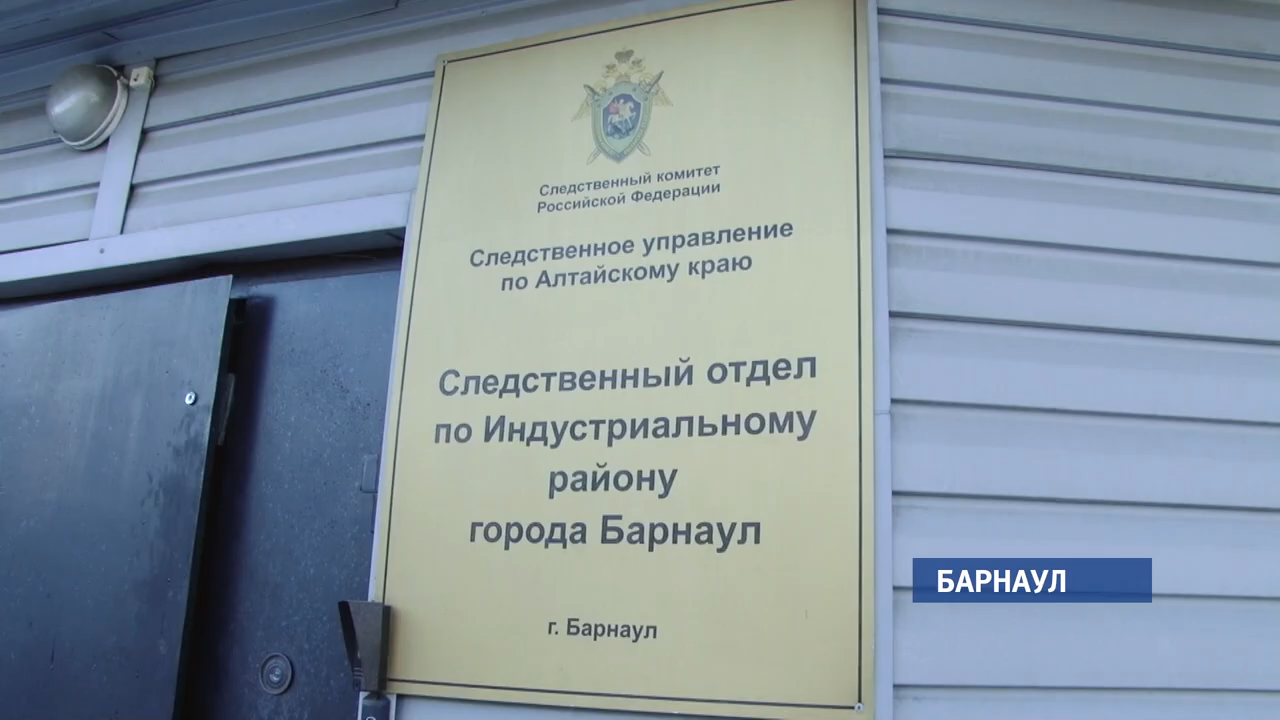 Следственный комитет
Российской Федерации
Следственное управление
по Алтайскому краю
Следственный отдел
по Индустриальному
району
города Барнаул
г. Барнаул
БАРНАУЛ